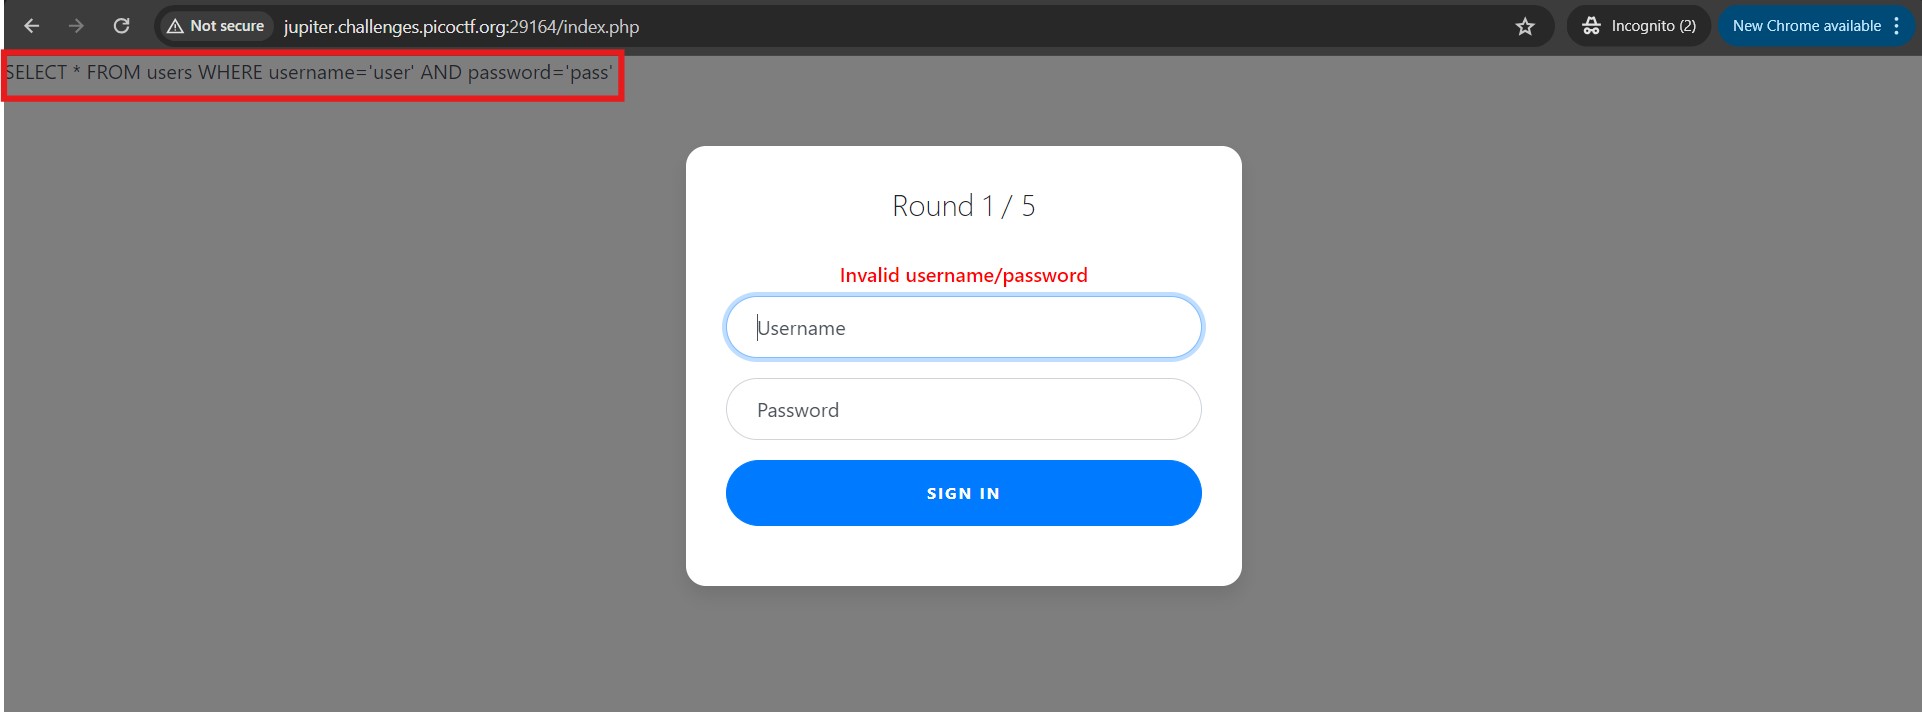 Not secure jupiter.challenges.picoctf.org:29164/index.php Incognito (2) New Chrome available
SELECT * FROM users WHERE username='user' AND password='pass'
Round 1 / 5
Invalid username/password
Username
Password
SIGN IN